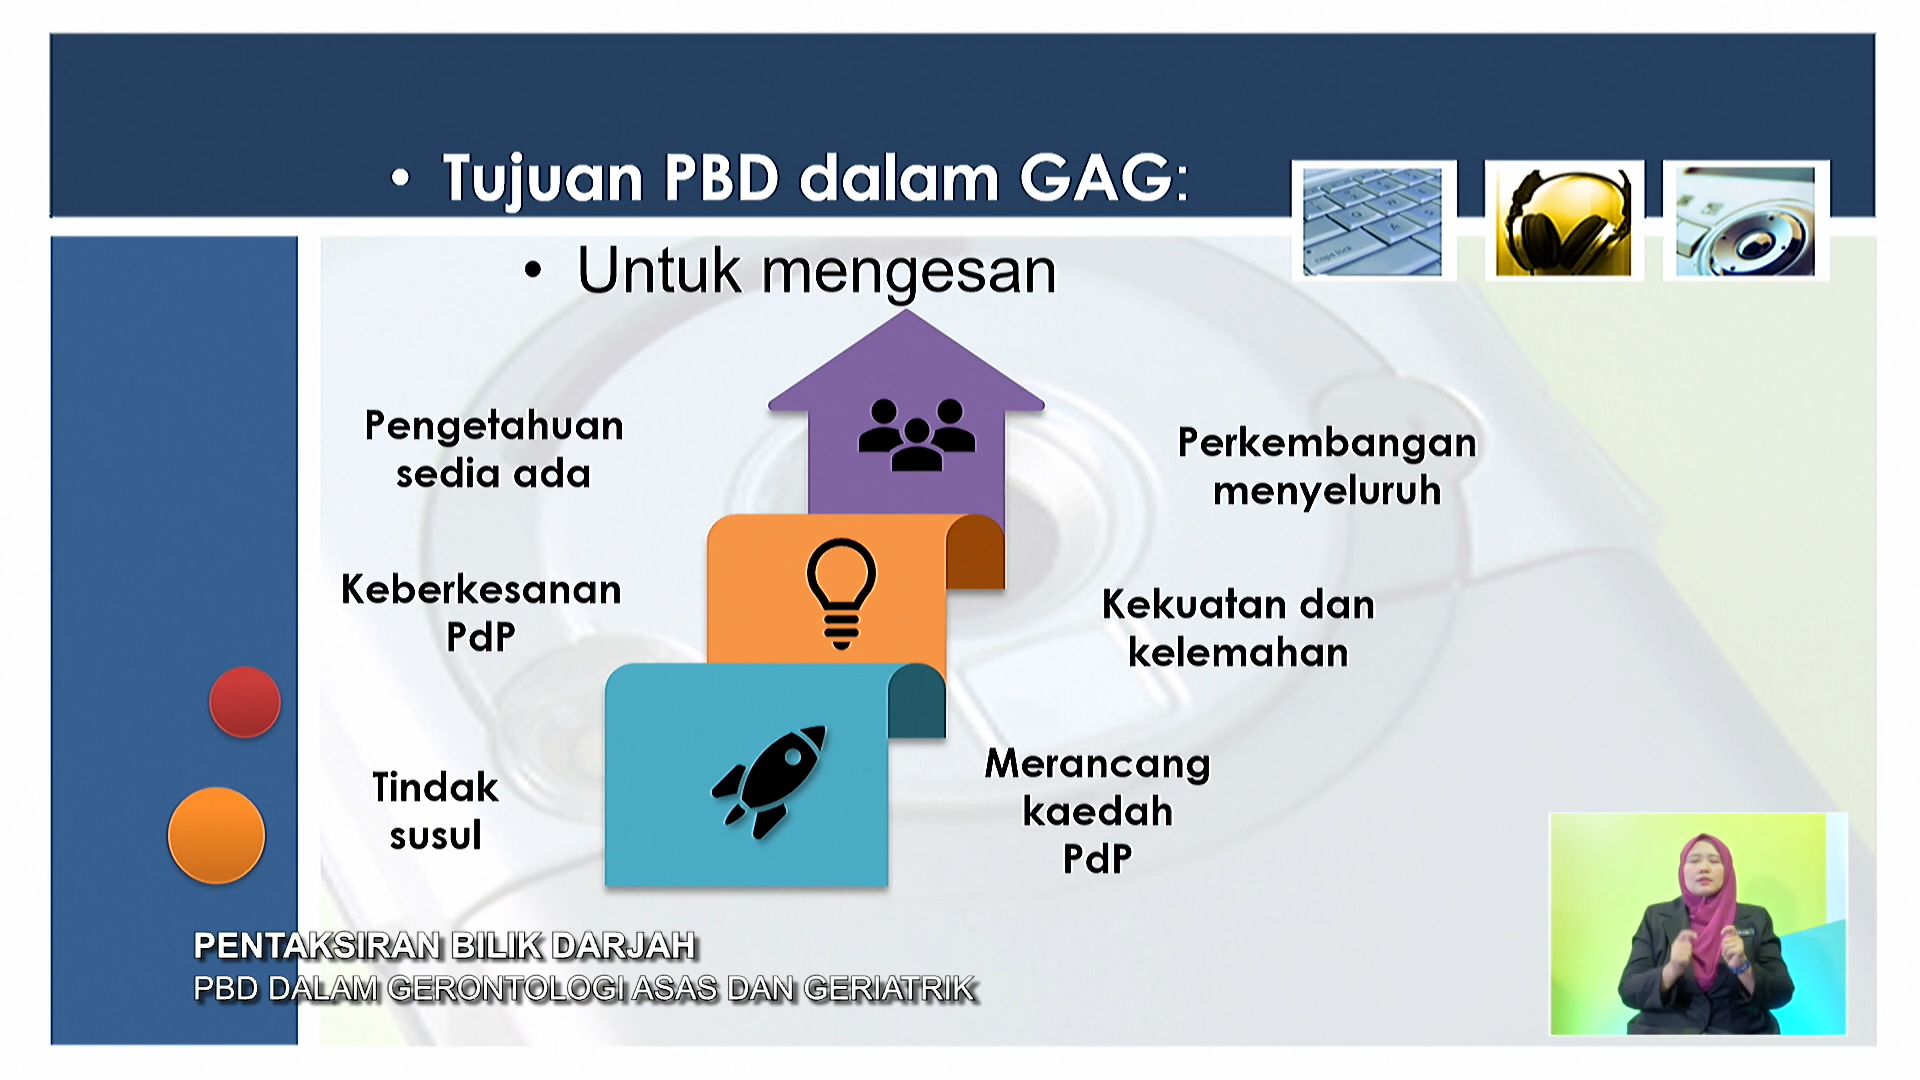 • Tujuan PBD dalam GAG:
• Untuk mengesan
Pengetahuan
sedia ada
Perkembangan
menyeluruh
Keberkesanan
PdP
Kekuatan dan
kelemahan
Tindak
susul
Merancang
kaedah
PdP
PENTAKSIRAN BILIK DARJAH
PBD DALAM GERONTOLOGI ASAS DAN GERIATRIK